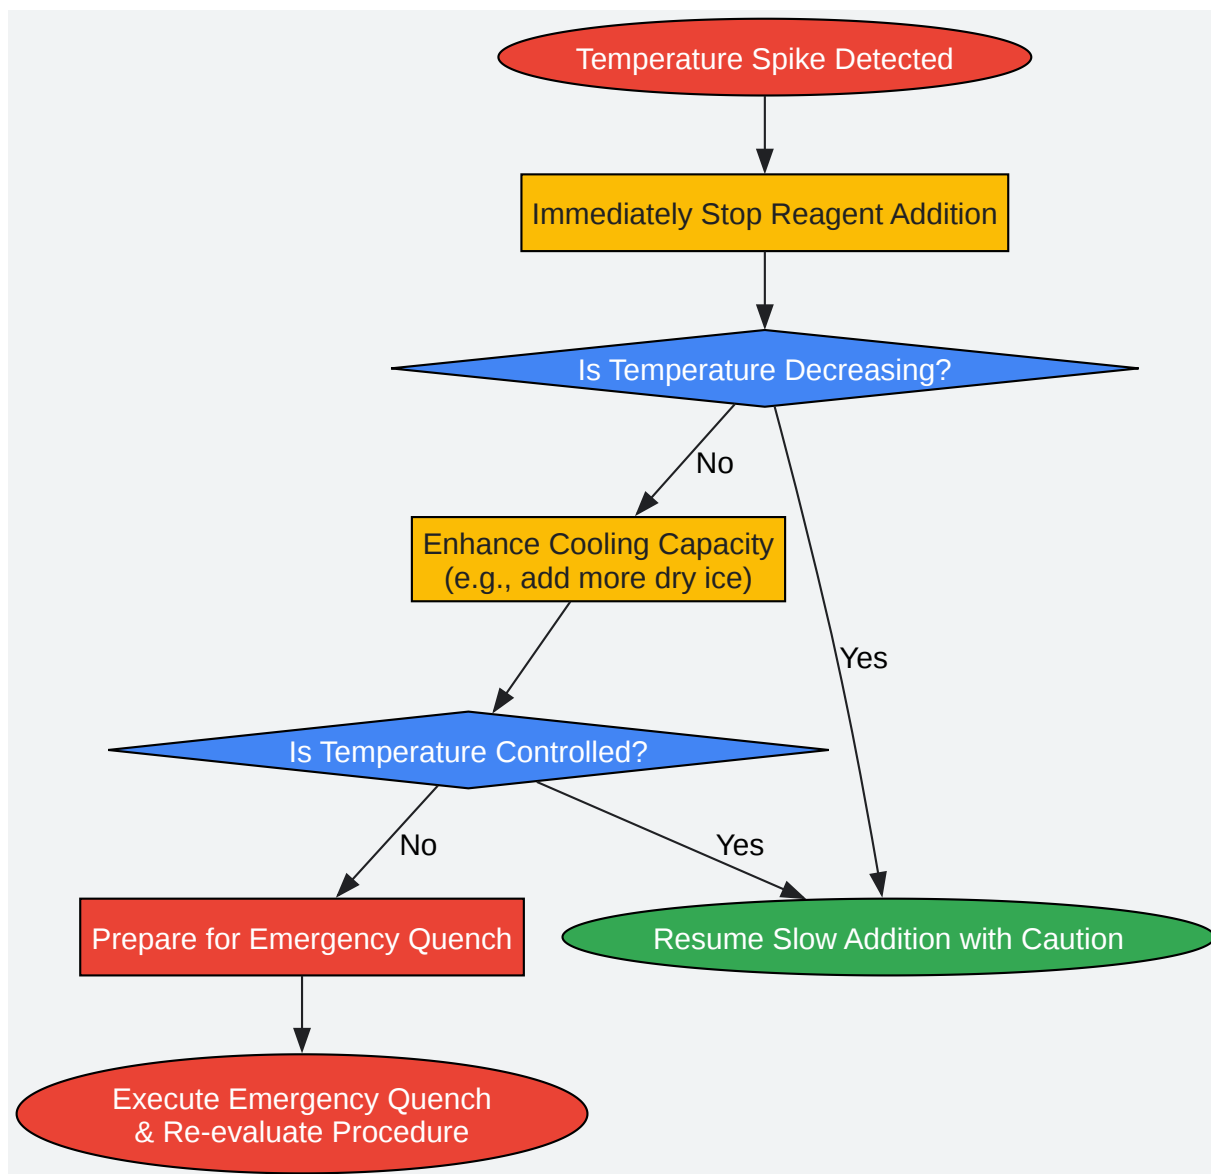 Temperature Spike Detected
Immediately Stop Reagent Addition
Is Temperature Decreasing?
No
Enhance Cooling Capacity
(e.g., add more dry ice)
Yes
Is Temperature Controlled?
No
Yes
Prepare for Emergency Quench
Resume Slow Addition with Caution
Execute Emergency Quench
& Re-evaluate Procedure